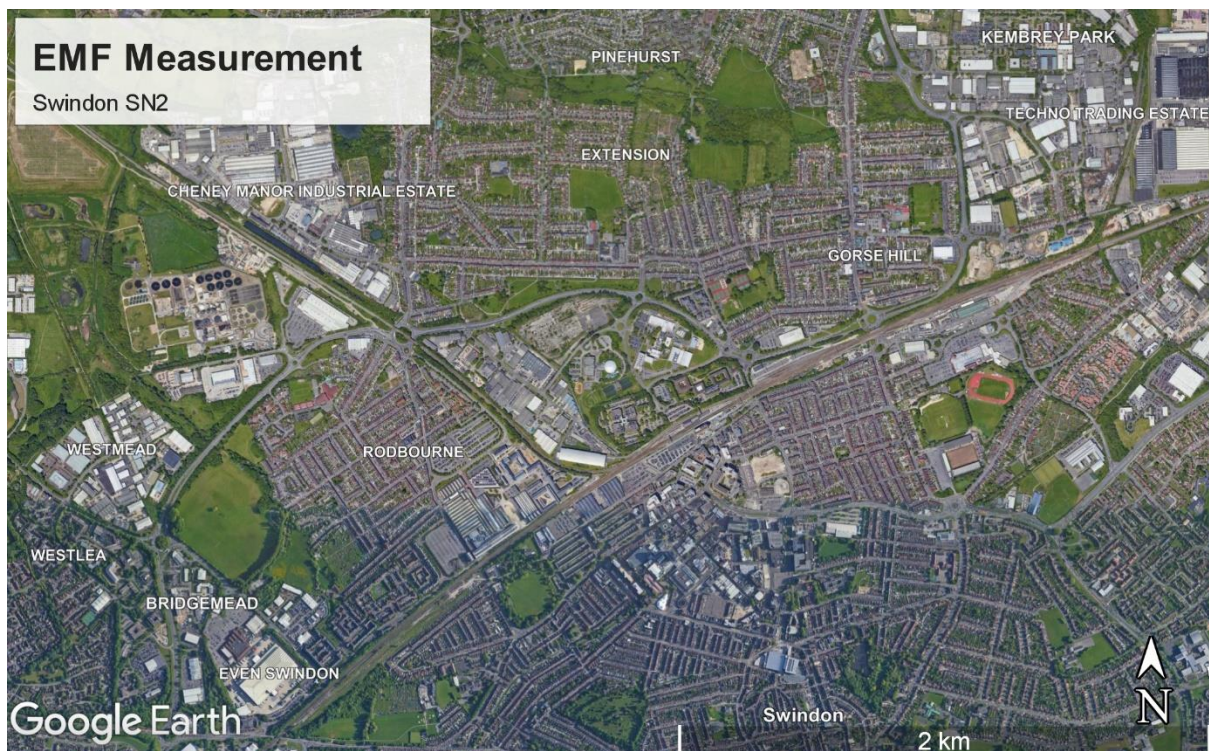 EMF Measurement
Swindon SN2
PINEHURST
KEMBREY PARK
TECHNO TRADING ESTATE
EXTENSION
CHENEY MANOR INDUSTRIAL ESTATE
GORSE HILL
RODBOURNE
WESTMEAD
WESTLEA
BRIDGEMEAD
EVEN SWINDON
Google Earth
Swindon
N
2 km